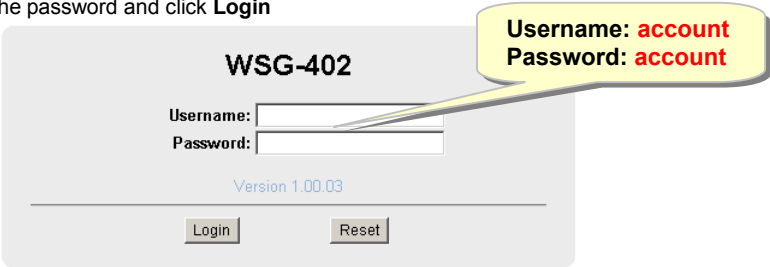 he password and click Login
Username: account
Password: account
WSG-402
Username:
Password:
Version 1.00.03
Login Reset